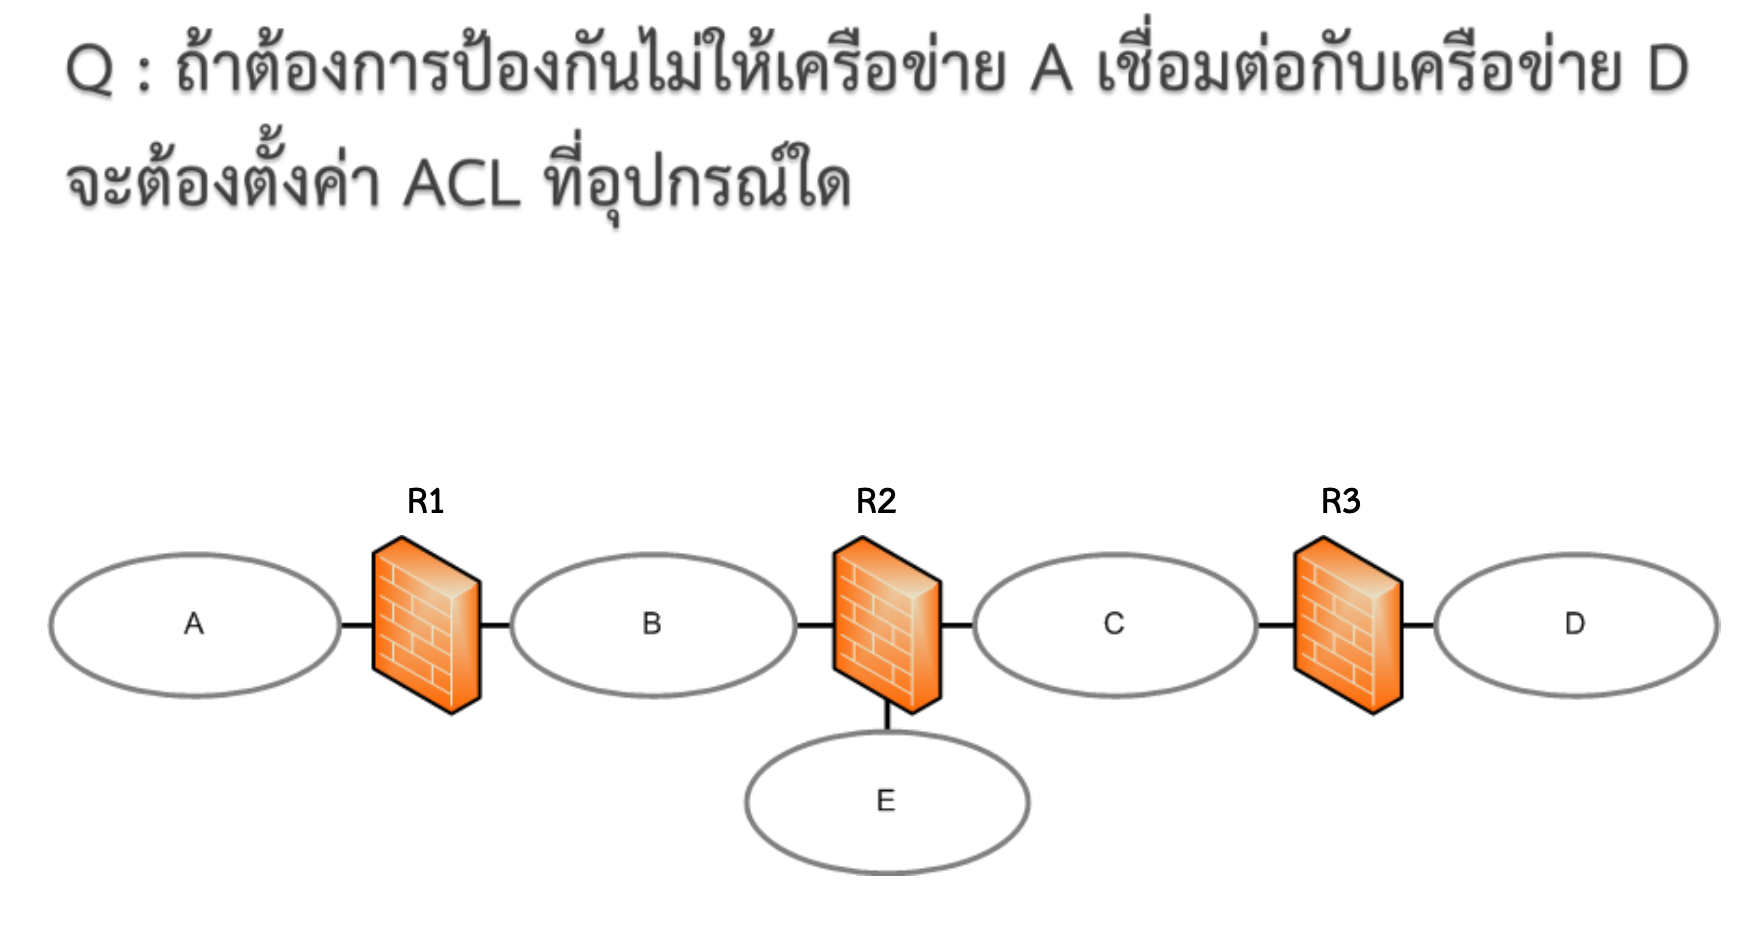 Q : ถ้าต้องการป้องกันไม่ให้เครือข่าย A เชื่อมต่อกับเครือข่าย D
จะต้องตั้งค่า ACL ที่อุปกรณ์ใด
R1
R2
R3
A
B
C
D
E